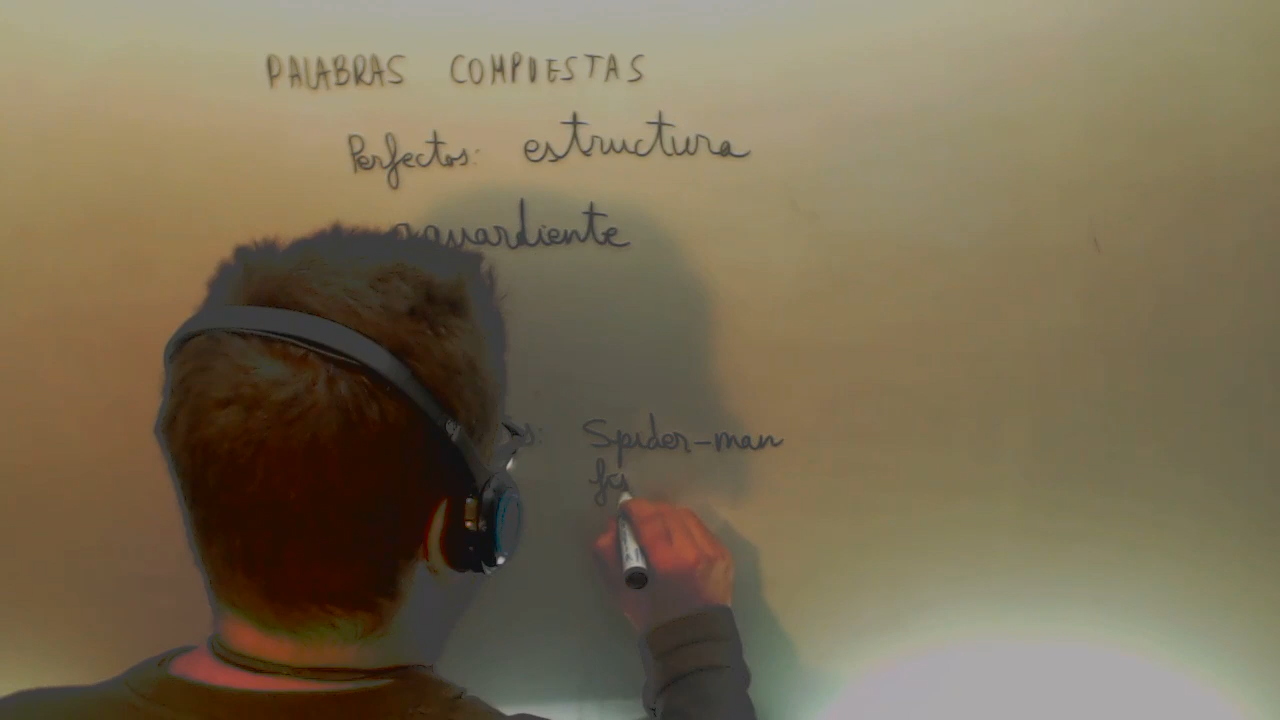 PALABRAS COMPUESTAS
Perfectos: estructura
aguardiente
Spider-man